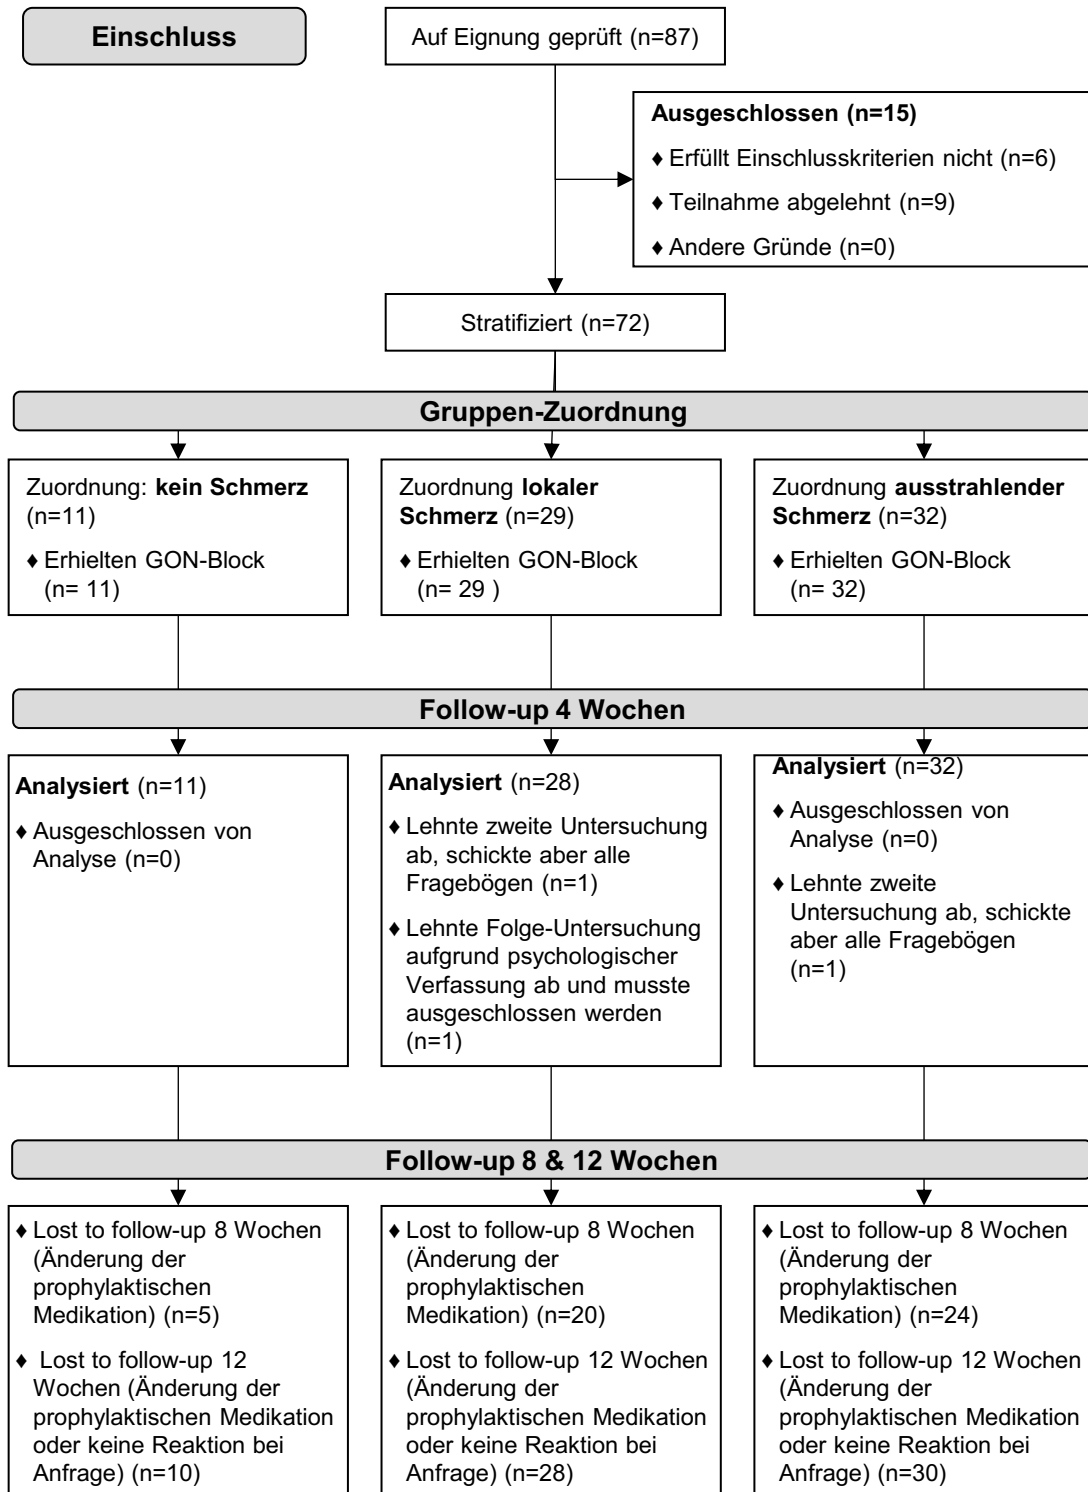 Einschluss
Auf Eignung geprüft (n=87)
Ausgeschlossen (n=15)
♦ Erfüllt Einschlusskriterien nicht (n=6)
♦ Teilnahme abgelehnt (n=9)
♦ Andere Gründe (n=0)
Stratifiziert (n=72)
Gruppen-Zuordnung
Zuordnung: kein Schmerz
(n=11)
♦ Erhielten GON-Block
(n= 11)
Zuordnung lokaler
Schmerz (n=29)
♦ Erhielten GON-Block
(n= 29 )
Zuordnung ausstrahlender
Schmerz (n=32)
♦ Erhielten GON-Block
(n= 32)
Follow-up 4 Wochen
Analysiert (n=11)
♦ Ausgeschlossen von
Analyse (n=0)
Analysiert (n=28)
♦ Lehnte zweite Untersuchung
ab, schickte aber alle
Fragebögen (n=1)
♦ Lehnte Folge-Untersuchung
aufgrund psychologischer
Verfassung ab und musste
ausgeschlossen werden
(n=1)
Analysiert (n=32)
♦ Ausgeschlossen von
Analyse (n=0)
♦ Lehnte zweite
Untersuchung ab, schickte
aber alle Fragebögen
(n=1)
Follow-up 8 & 12 Wochen
♦ Lost to follow-up 8 Wochen
(Änderung der
prophylaktischen
Medikation) (n=5)
♦ Lost to follow-up 12
Wochen (Änderung der
prophylaktischen Medikation
oder keine Reaktion bei
Anfrage) (n=10)
♦ Lost to follow-up 8 Wochen
(Änderung der
prophylaktischen
Medikation) (n=20)
♦ Lost to follow-up 12 Wochen
(Änderung der
prophylaktischen Medikation
oder keine Reaktion bei
Anfrage) (n=28)
♦ Lost to follow-up 8 Wochen
(Änderung der
prophylaktischen
Medikation) (n=24)
♦ Lost to follow-up 12 Wochen
(Änderung der
prophylaktischen Medikation
oder keine Reaktion bei
Anfrage) (n=30)